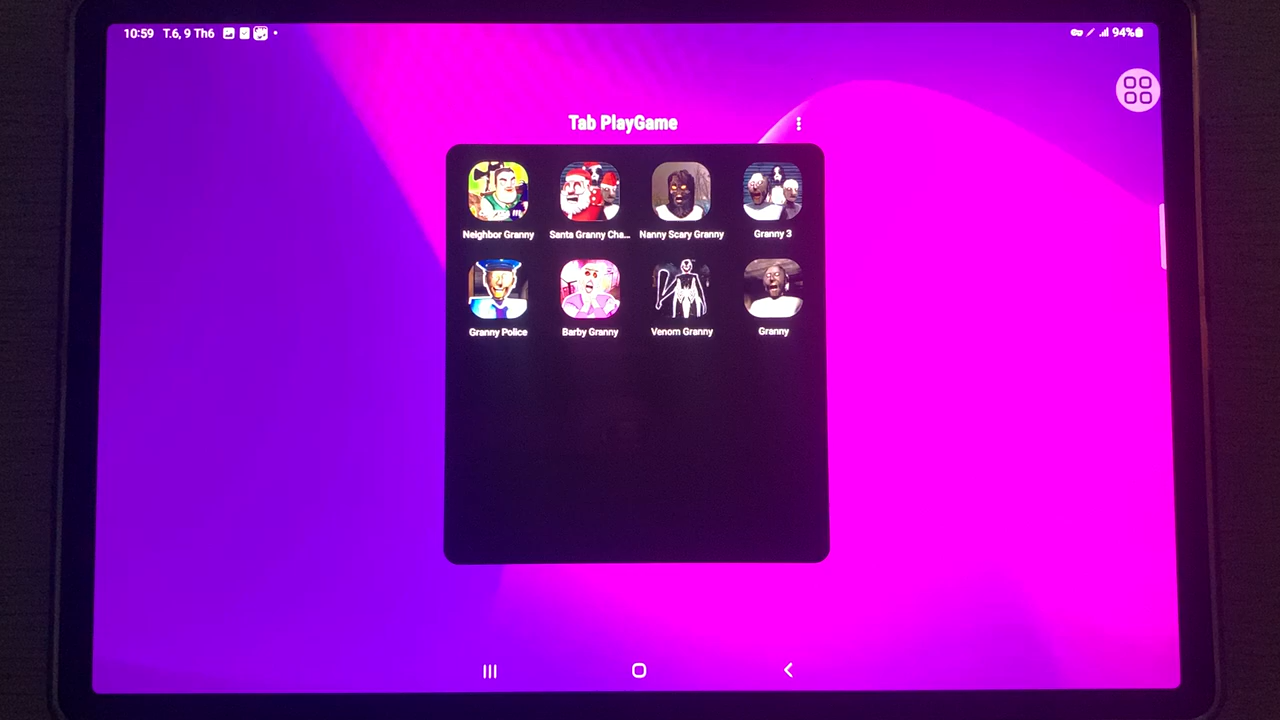 10:59 T.6, 9 Th6
94%
Tab PlayGame
Neighbor Granny
Santa Granny Cha...
Nanny Scary Granny
Granny 3
Granny Police
Barby Granny
Venom Granny
Granny